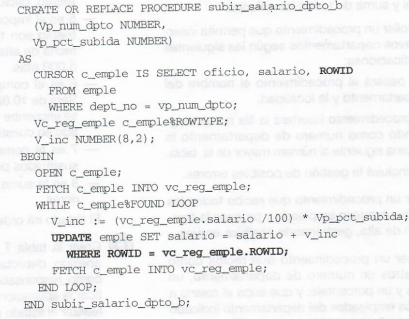 CREATE OR REPLACE PROCEDURE subir_salario_dpto_b
(Vp_num_dpto NUMBER,
Vp_pct_subida NUMBER)
AS
CURSOR c_emple IS SELECT oficio, salario, ROWID
FROM emple
WHERE dept_no = vp_num_dpto;
Vc_reg_emple c_emple%ROWTYPE;
V_inc NUMBER(8,2);
BEGIN
OPEN c_emple;
FETCH c_emple INTO vc_reg_emple;
WHILE c_emple%FOUND LOOP
V_inc := (vc_reg_emple.salario /100) * Vp_pct_subida;
UPDATE emple SET salario = salario + v_inc
WHERE ROWID = vc_reg_emple.ROWID;
FETCH c_emple INTO vc_reg_emple;
END LOOP;
END subir_salario_dpto_b;